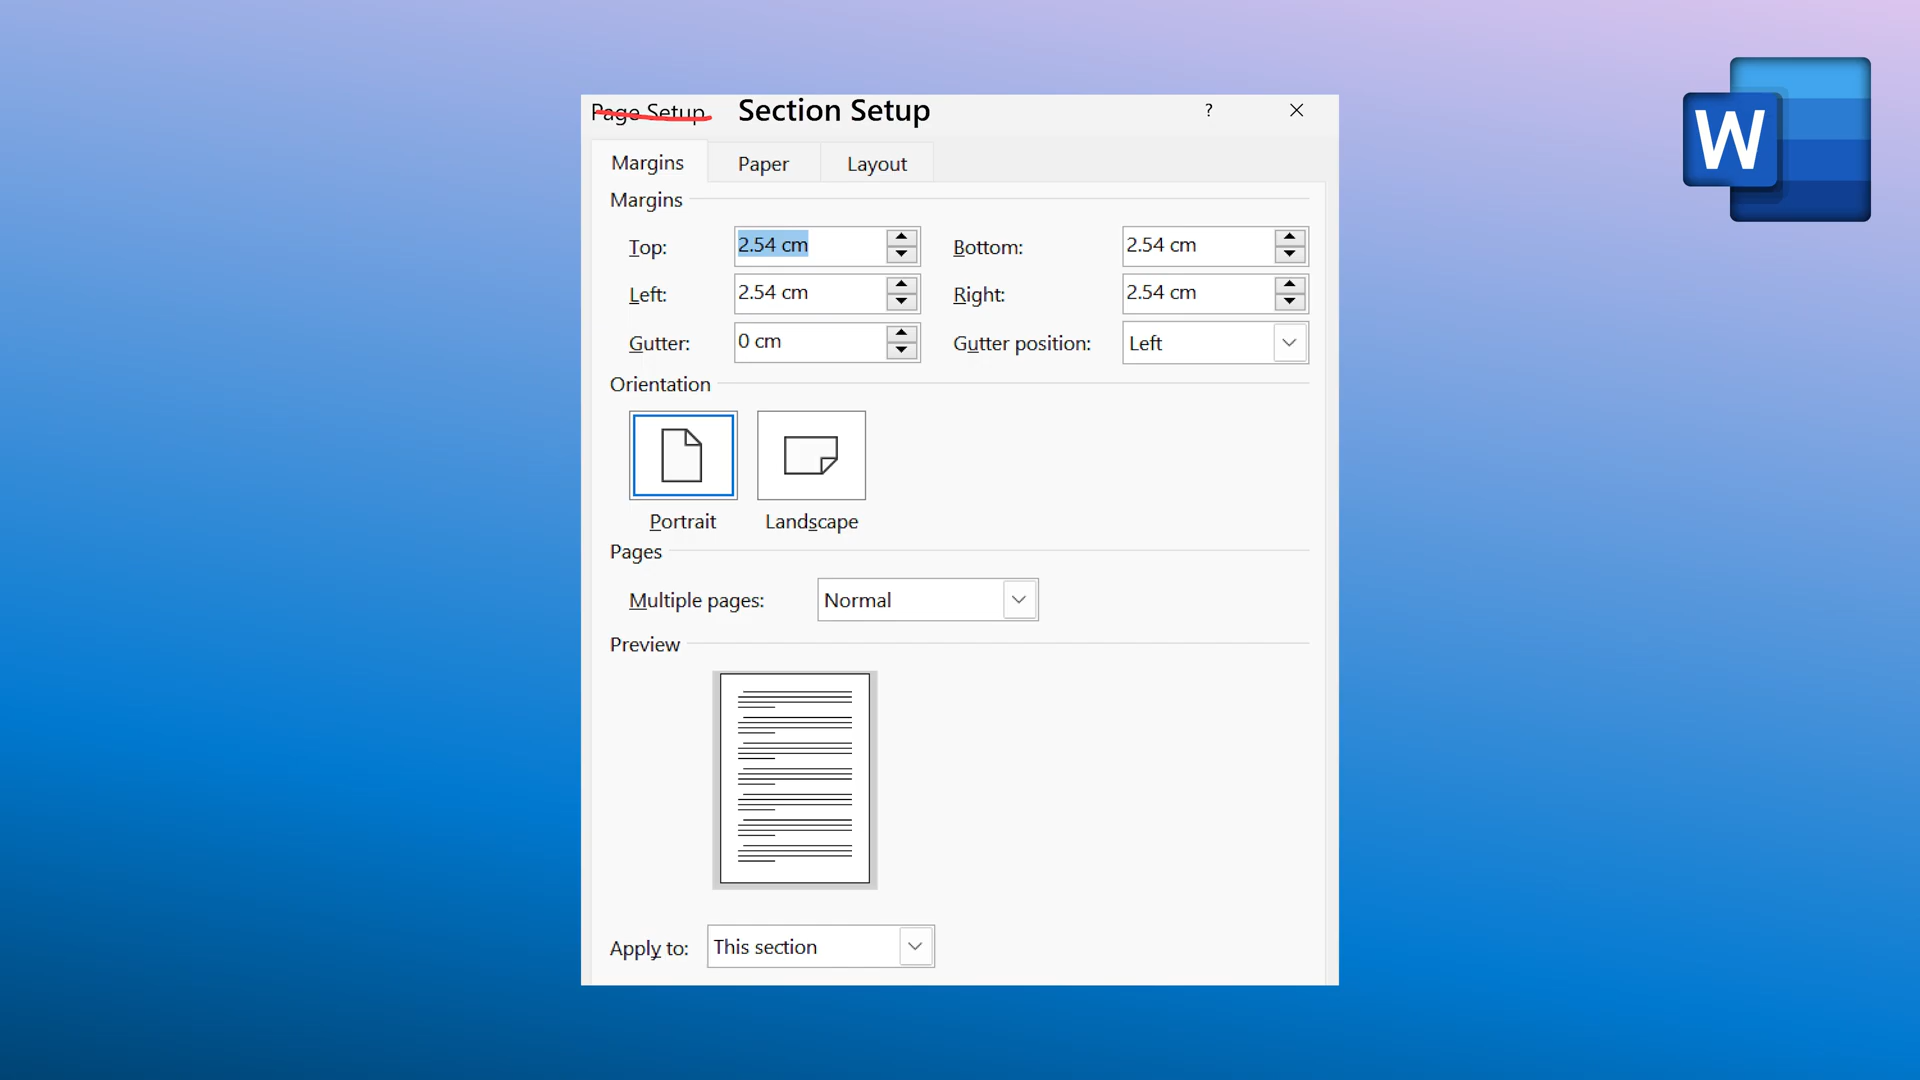 Page Setup Section Setup ?
Margins Paper Layout
Margins
Top: 2.54 cm Bottom: 2.54 cm
Left: 2.54 cm Right: 2.54 cm
Gutter: 0 cm Gutter position: Left
Orientation
Portrait Landscape
Pages
Multiple pages: Normal
Preview
Apply to: This section
W